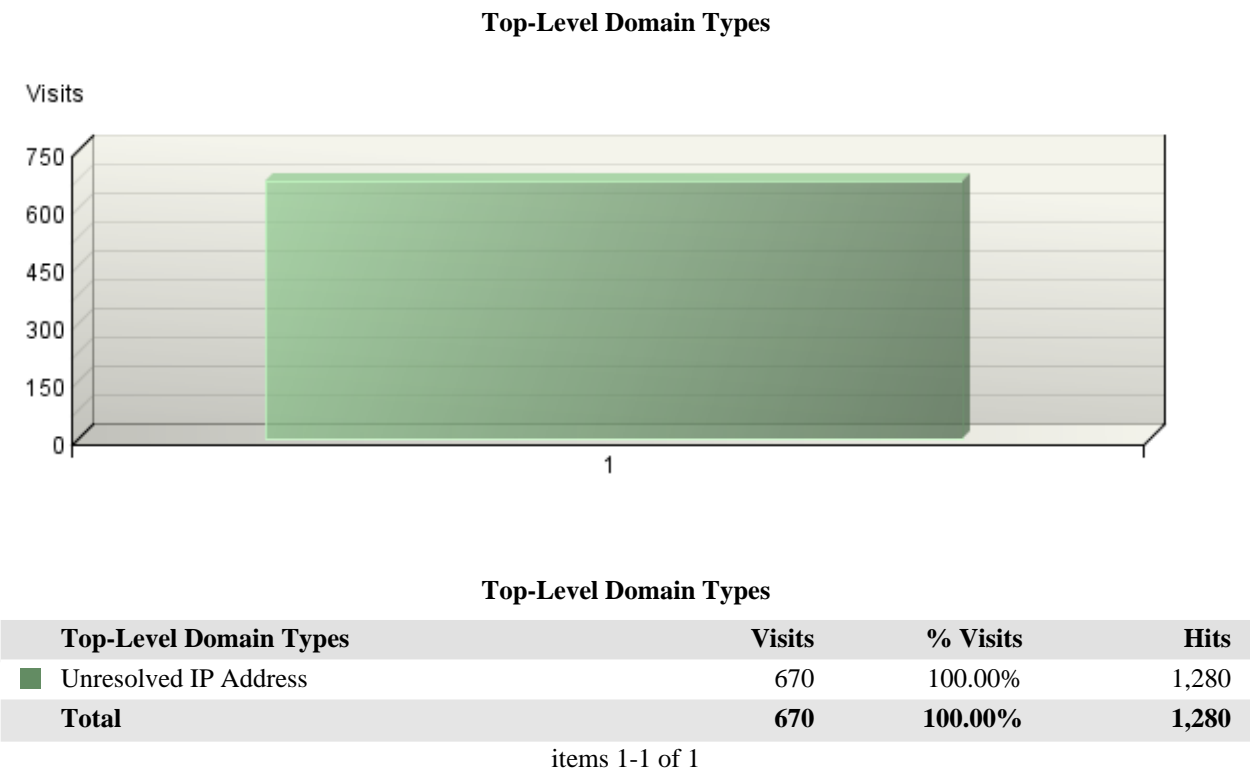 Top-Level Domain Types
Visits
750
600
450
300
150
0
1
Top-Level Domain Types
Top-Level Domain Types Visits % Visits Hits
Unresolved IP Address 670 100.00% 1,280
Total 670 100.00% 1,280
items 1-1 of 1